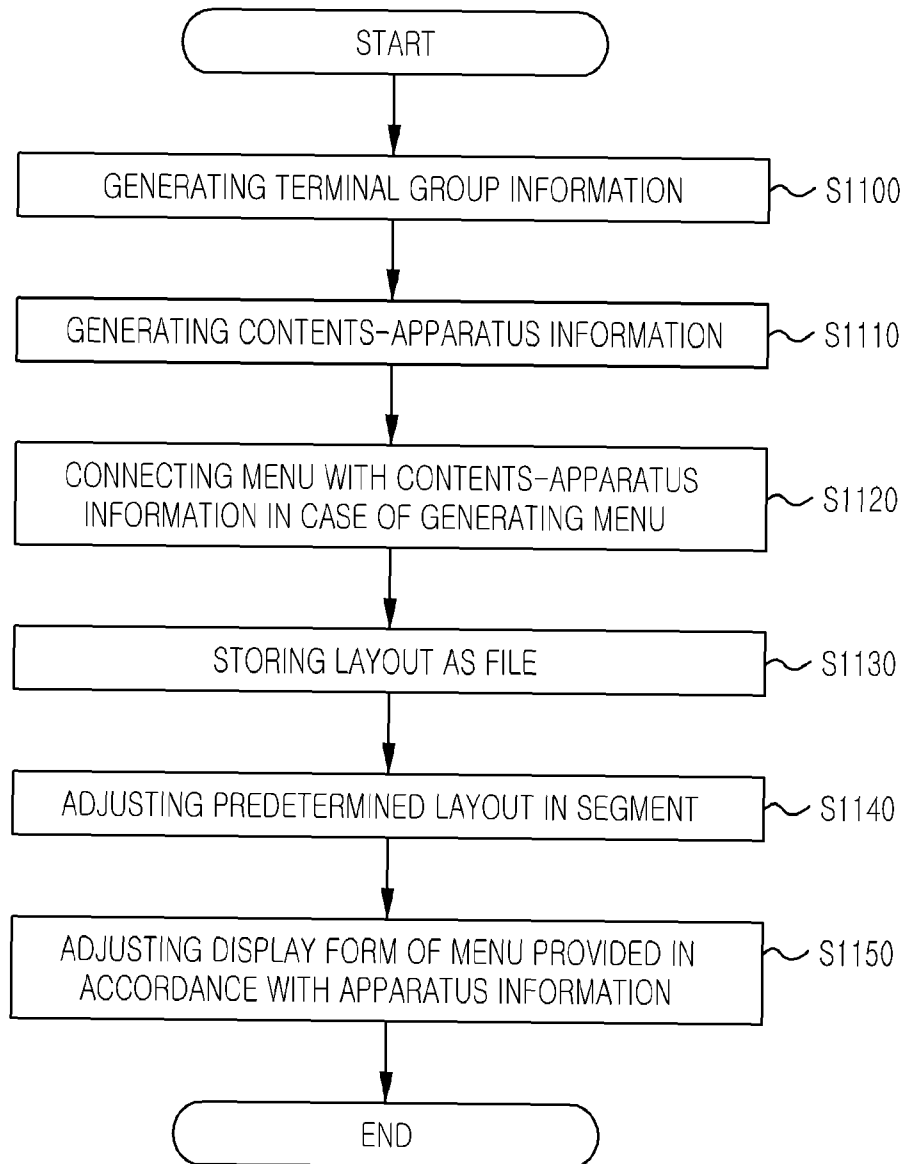 START
GENERATING TERMINAL GROUP INFORMATION
S1100
GENERATING CONTENTS-APPARATUS INFORMATION
S1110
CONNECTING MENU WITH CONTENTS-APPARATUS
INFORMATION IN CASE OF GENERATING MENU
S1120
STORING LAYOUT AS FILE
S1130
ADJUSTING PREDETERMINED LAYOUT IN SEGMENT
S1140
ADJUSTING DISPLAY FORM OF MENU PROVIDED IN
ACCORDANCE WITH APPARATUS INFORMATION
S1150
END